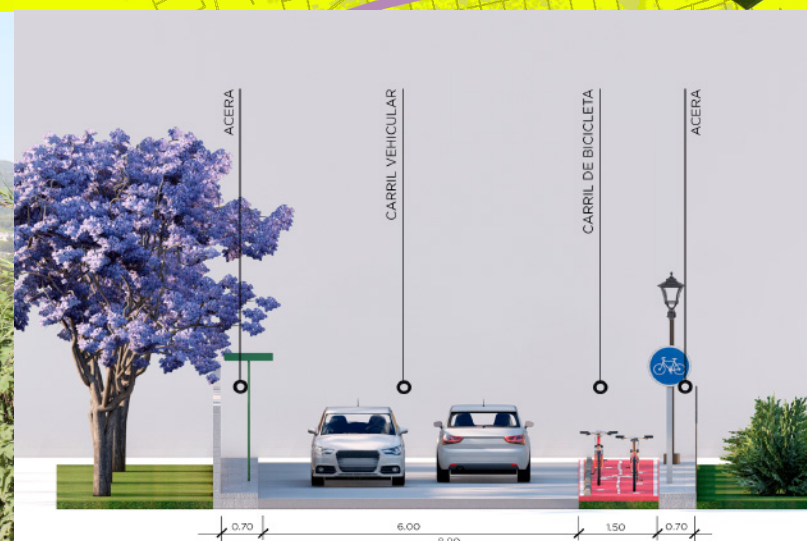 ACERA
CARRIL VEHICULAR
CARRIL DE BICICLETA
ACERA
0.70
6.00
1.50
0.70